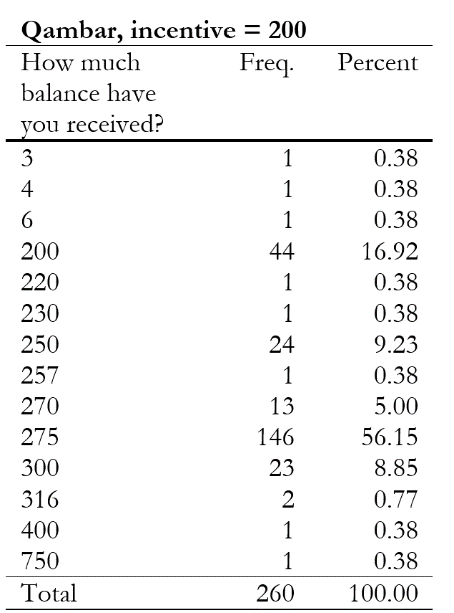 Qambar, incentive = 200
How much Freq. Percent
balance have
you received?
3 1 0.38
4 1 0.38
6 1 0.38
200 44 16.92
220 1 0.38
230 1 0.38
250 24 9.23
257 1 0.38
270 13 5.00
275 146 56.15
300 23 8.85
316 2 0.77
400 1 0.38
750 1 0.38
Total 260 100.00